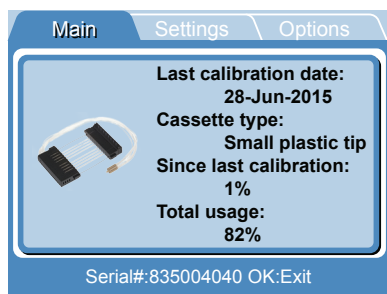 Main Settings Options
Last calibration date:
28-Jun-2015
Cassette type:
Small plastic tip
Since last calibration:
1%
Total usage:
82%
Serial#:835004040 OK:Exit